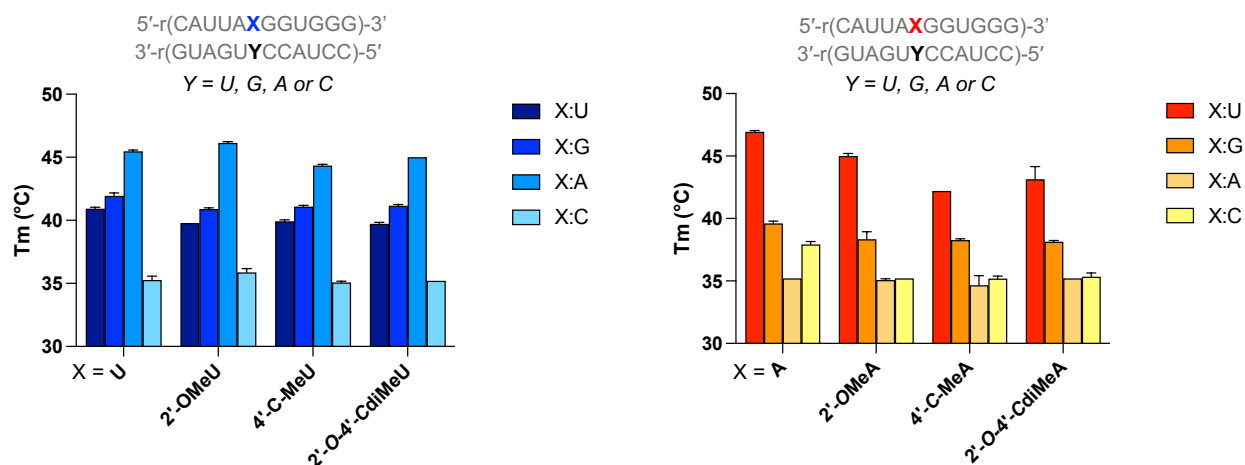 5′-r(CAUUAXGGUGGG)-3’
3′-r(GUAGUYCCAUCC)-5′
Y = U, G, A or C
50
45
40
35
30
Tm (°C)
X:U
X:G
X:A
X:C
X = U
2'-OMeU
4'-C-MeU
2'-O-4'-CdiMeU
5′-r(CAUUAXGGUGGG)-3’
3′-r(GUAGUYCCAUCC)-5′
Y = U, G, A or C
50
45
40
35
30
Tm (°C)
X:U
X:G
X:A
X:C
X = A
2'-OMeA
4'-C-MeA
2'-O-4'-CdiMeA